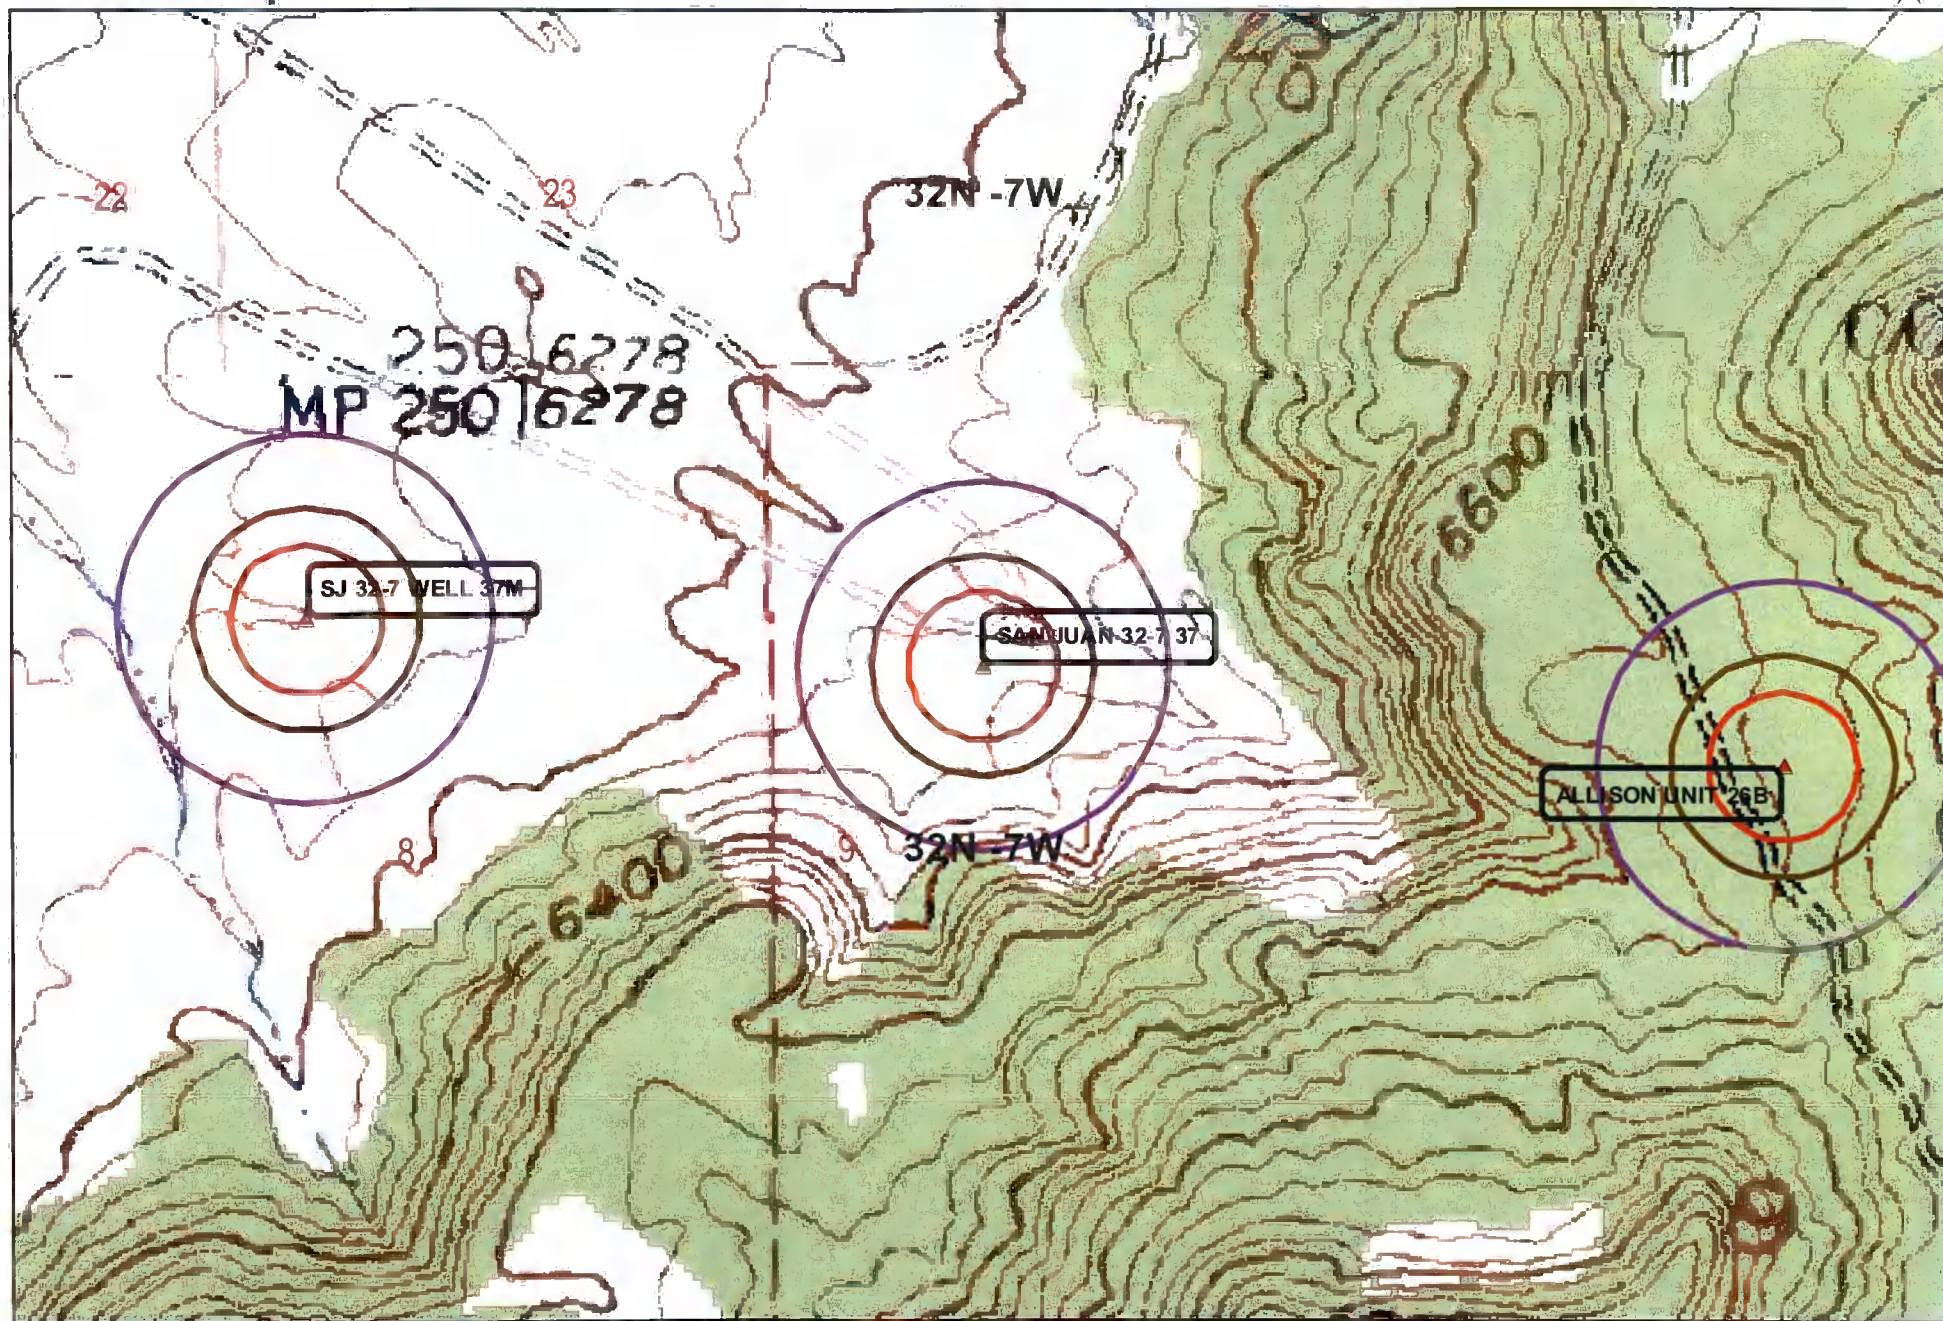 22
23
32N -7W
250 6278
MP 250 6278
6600
SJ 32-7 WELL 37M
SAN JUAN 32-7 37
ALLISON UNIT 26B
8
9
32N -7W
6400